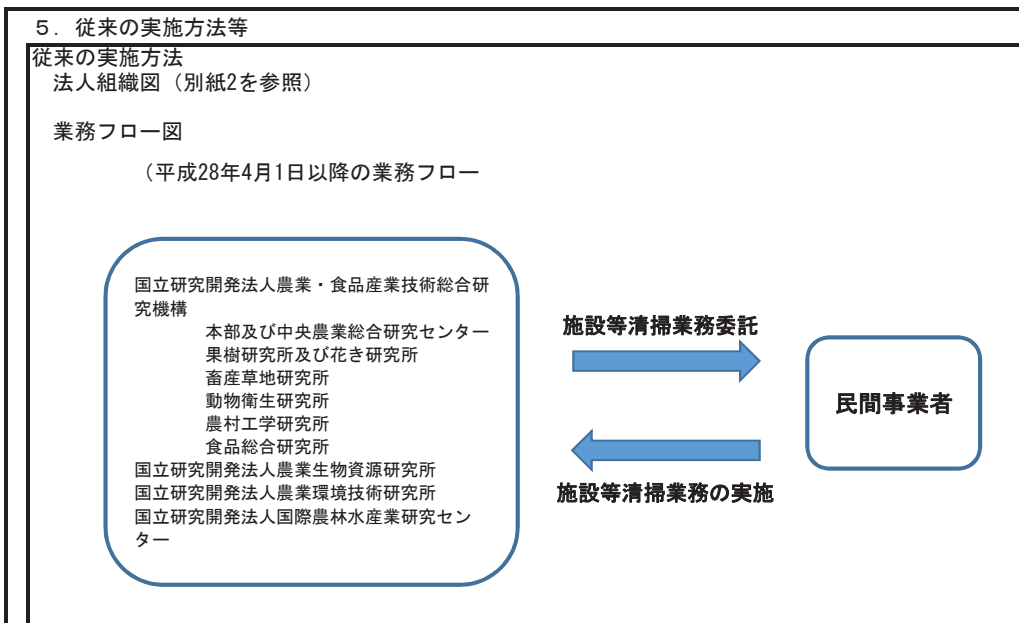 ５．従来の実施方法等
従来の実施方法
法人組織図（別紙2を参照）
業務フロー図
（平成28年4月1日以降の業務フロー
国立研究開発法人農業・食品産業技術総合研
究機構
本部及び中央農業総合研究センター
果樹研究所及び花き研究所
畜産草地研究所
動物衛生研究所
農村工学研究所
食品総合研究所
国立研究開発法人農業生物資源研究所
国立研究開発法人農業環境技術研究所
国立研究開発法人国際農林水産業研究セン
ター
施設等清掃業務委託
施設等清掃業務の実施
民間事業者